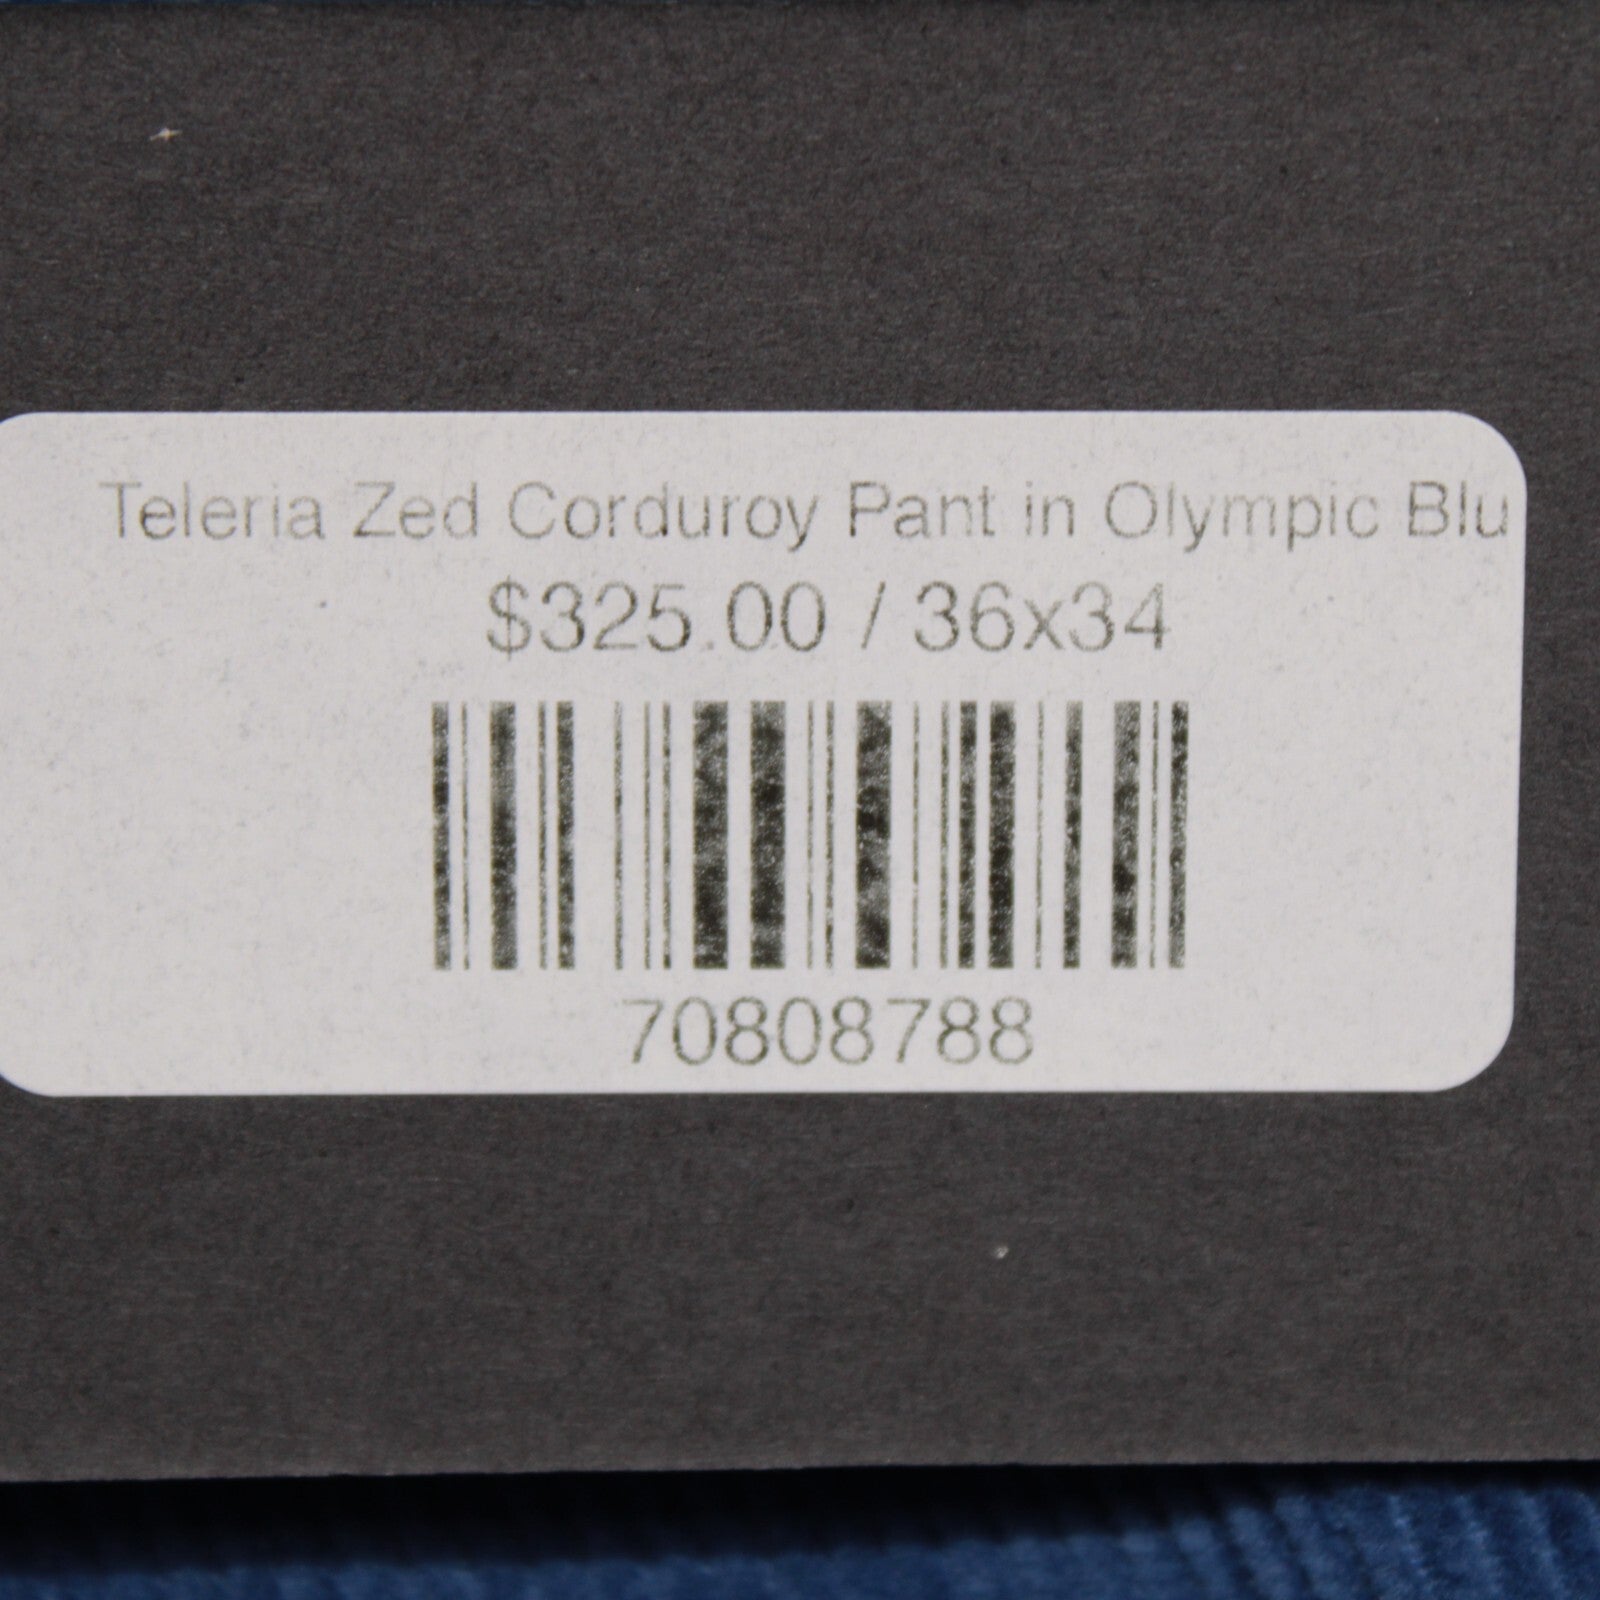 Teleria Zed Corduroy Pant in Olympic Blu
$325.00 / 36x34
70808788